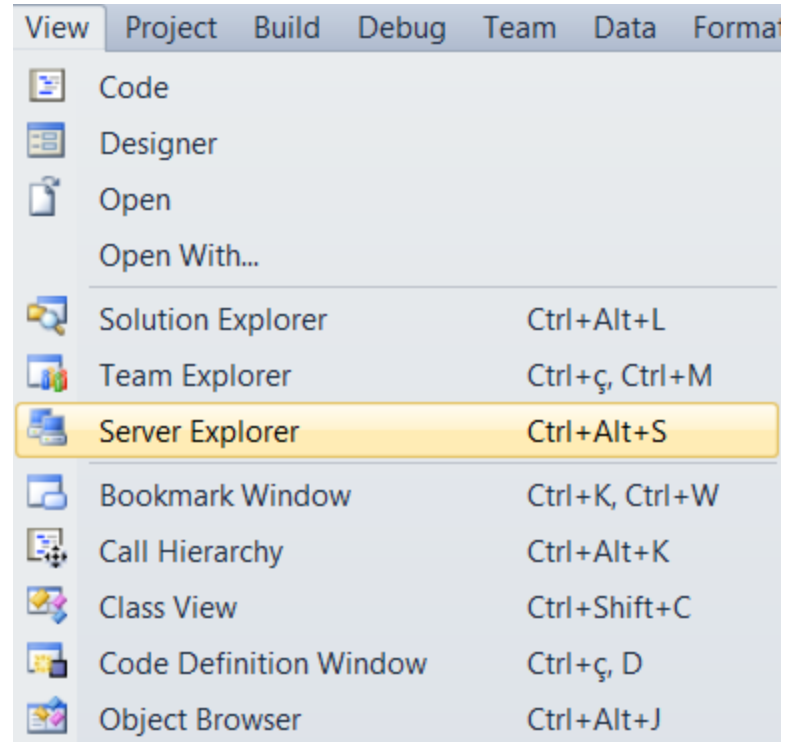 View Project Build Debug Team Data Format
Code
Designer
Open
Open With...
Solution Explorer Ctrl+Alt+L
Team Explorer Ctrl+ç, Ctrl+M
Server Explorer Ctrl+Alt+S
Bookmark Window Ctrl+K, Ctrl+W
Call Hierarchy Ctrl+Alt+K
Class View Ctrl+Shift+C
Code Definition Window Ctrl+ç, D
Object Browser Ctrl+Alt+J